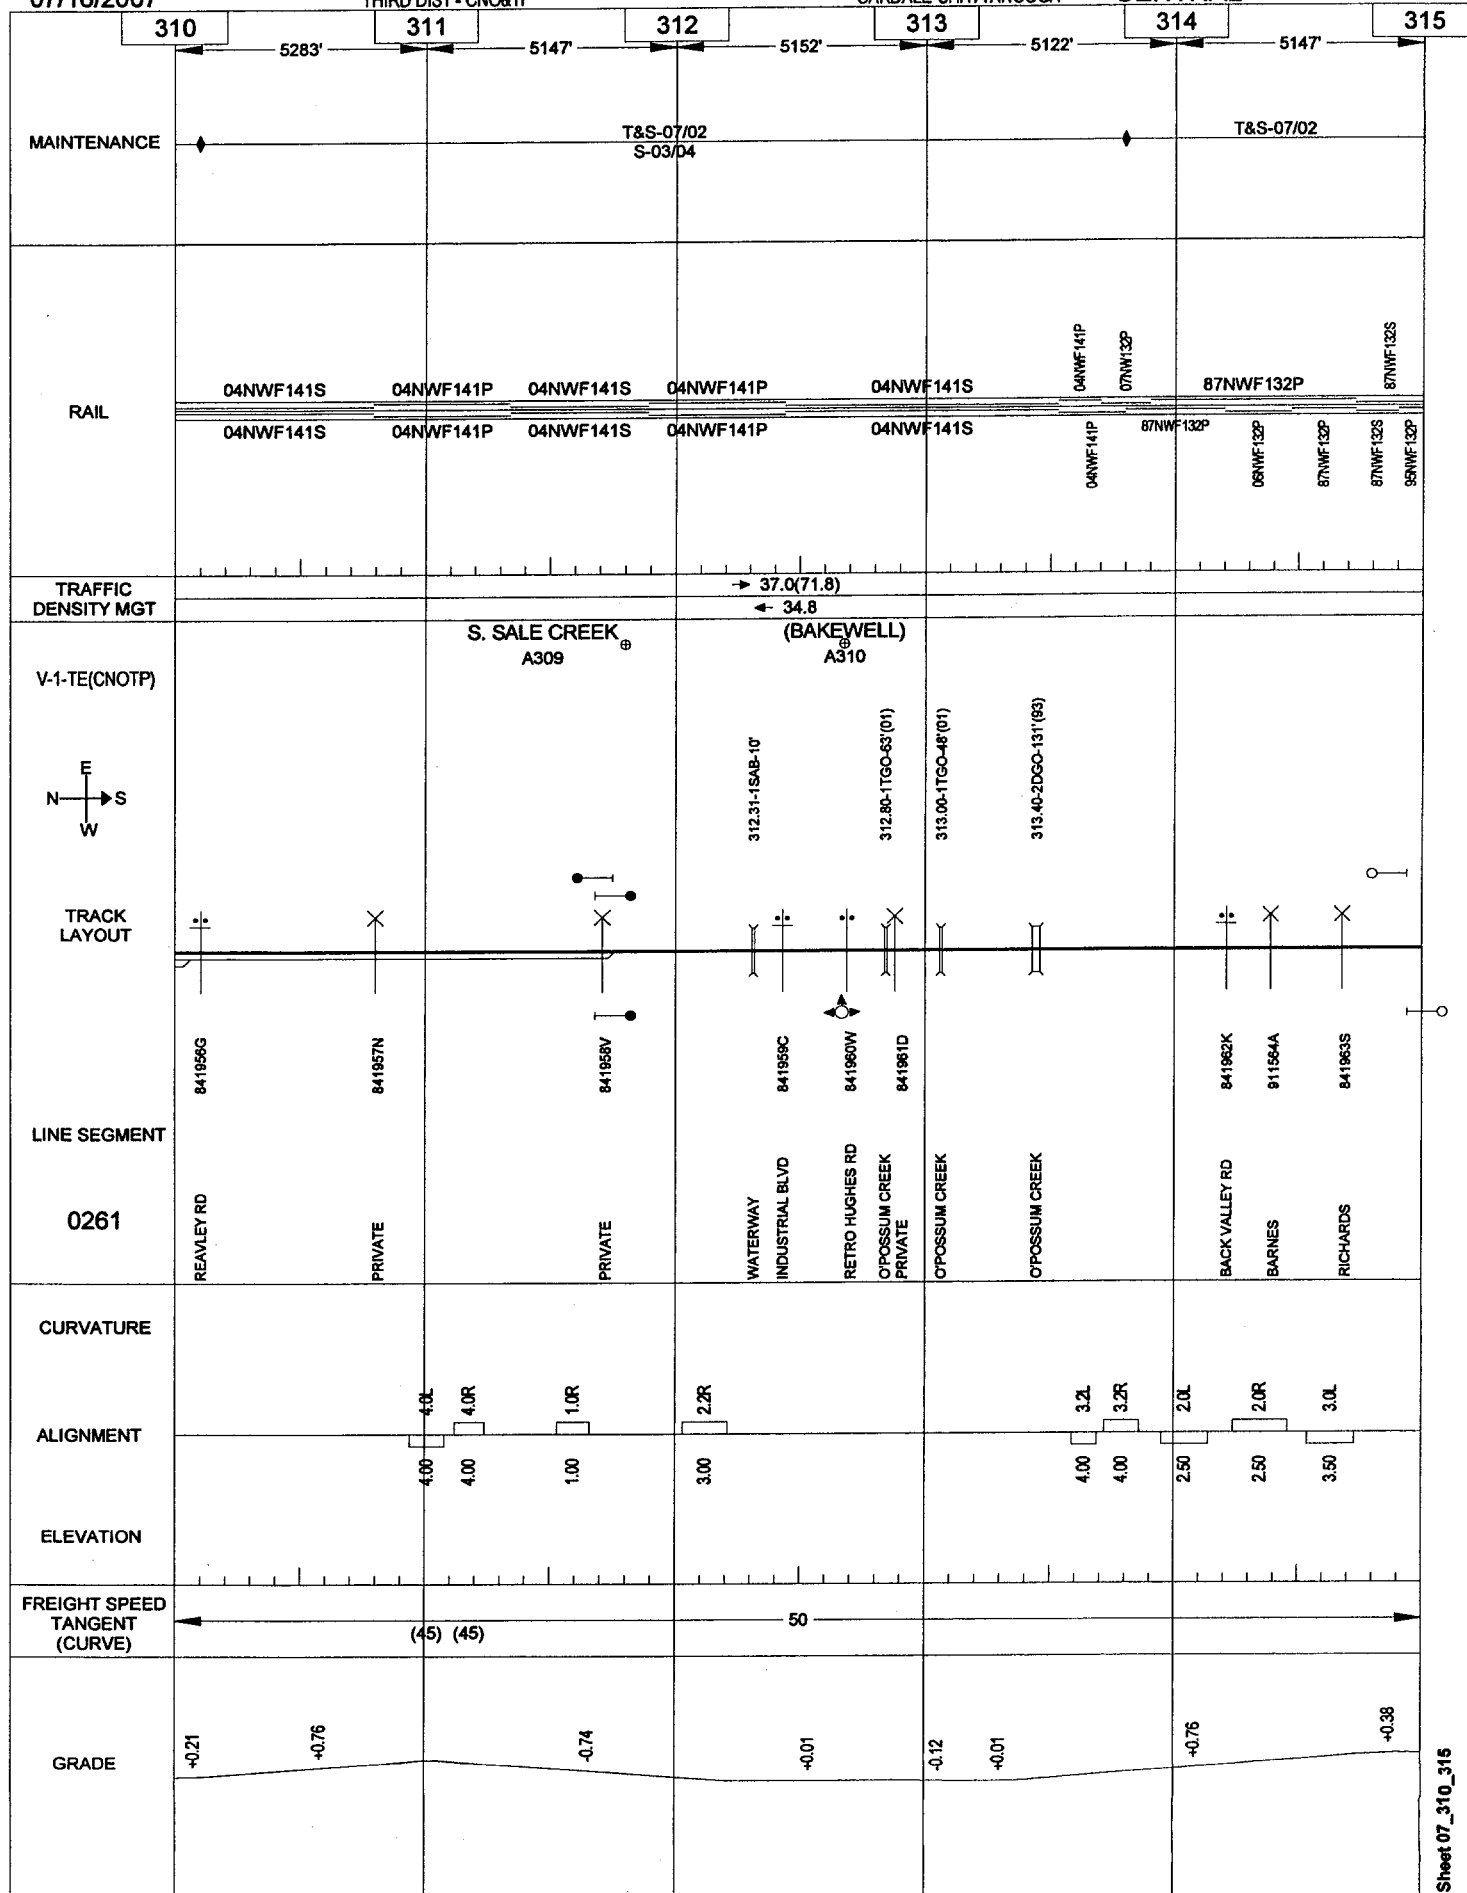 310 311 312 313 314 315
5283' 5147' 5152' 5122' 5147'
MAINTENANCE
T&S-07/02
S-03/04
T&S-07/02
04NWF141P 07NW132P 87NWF132S
04NWF141S 04NWF141P 04NWF141S 04NWF141P 04NWF141S 87NWF132P
RAIL
04NWF141S 04NWF141P 04NWF141S 04NWF141P 04NWF141S 87NWF132P
04NWF141P 06NWF132P 87NWF132P 87NWF132S 95NWF132P
TRAFFIC
DENSITY MGT
37.0(71.8)
34.8
S. SALE CREEK
A309
(BAKEWELL)
A310
V-1-TE(CNOTP)
E
N S
W
312.31-1SAB-10'
312.80-1TGO-63'(01)
313.00-1TGO-48'(01)
313.40-2DGO-131'(93)
TRACK
LAYOUT
841956G
841957N
841958V
841959C
841960W
841961D
841962K
911564A
841963S
LINE SEGMENT
0261
REAVLEY RD
PRIVATE
PRIVATE
WATERWAY
INDUSTRIAL BLVD
RETRO HUGHES RD
O'POSSUM CREEK
PRIVATE
O'POSSUM CREEK
O'POSSUM CREEK
BACK VALLEY RD
BARNES
RICHARDS
CURVATURE
4.0L 4.0R 1.0R 2.2R 3.2L 3.2R 2.0L 2.0R 3.0L
ALIGNMENT
4.00 4.00 1.00 3.00 4.00 4.00 2.50 2.50 3.50
ELEVATION
FREIGHT SPEED
TANGENT
(CURVE)
50
(45) (45)
GRADE
+0.21 +0.76 -0.74 +0.01 -0.12 +0.01 +0.76 +0.38
Sheet 07_310_315